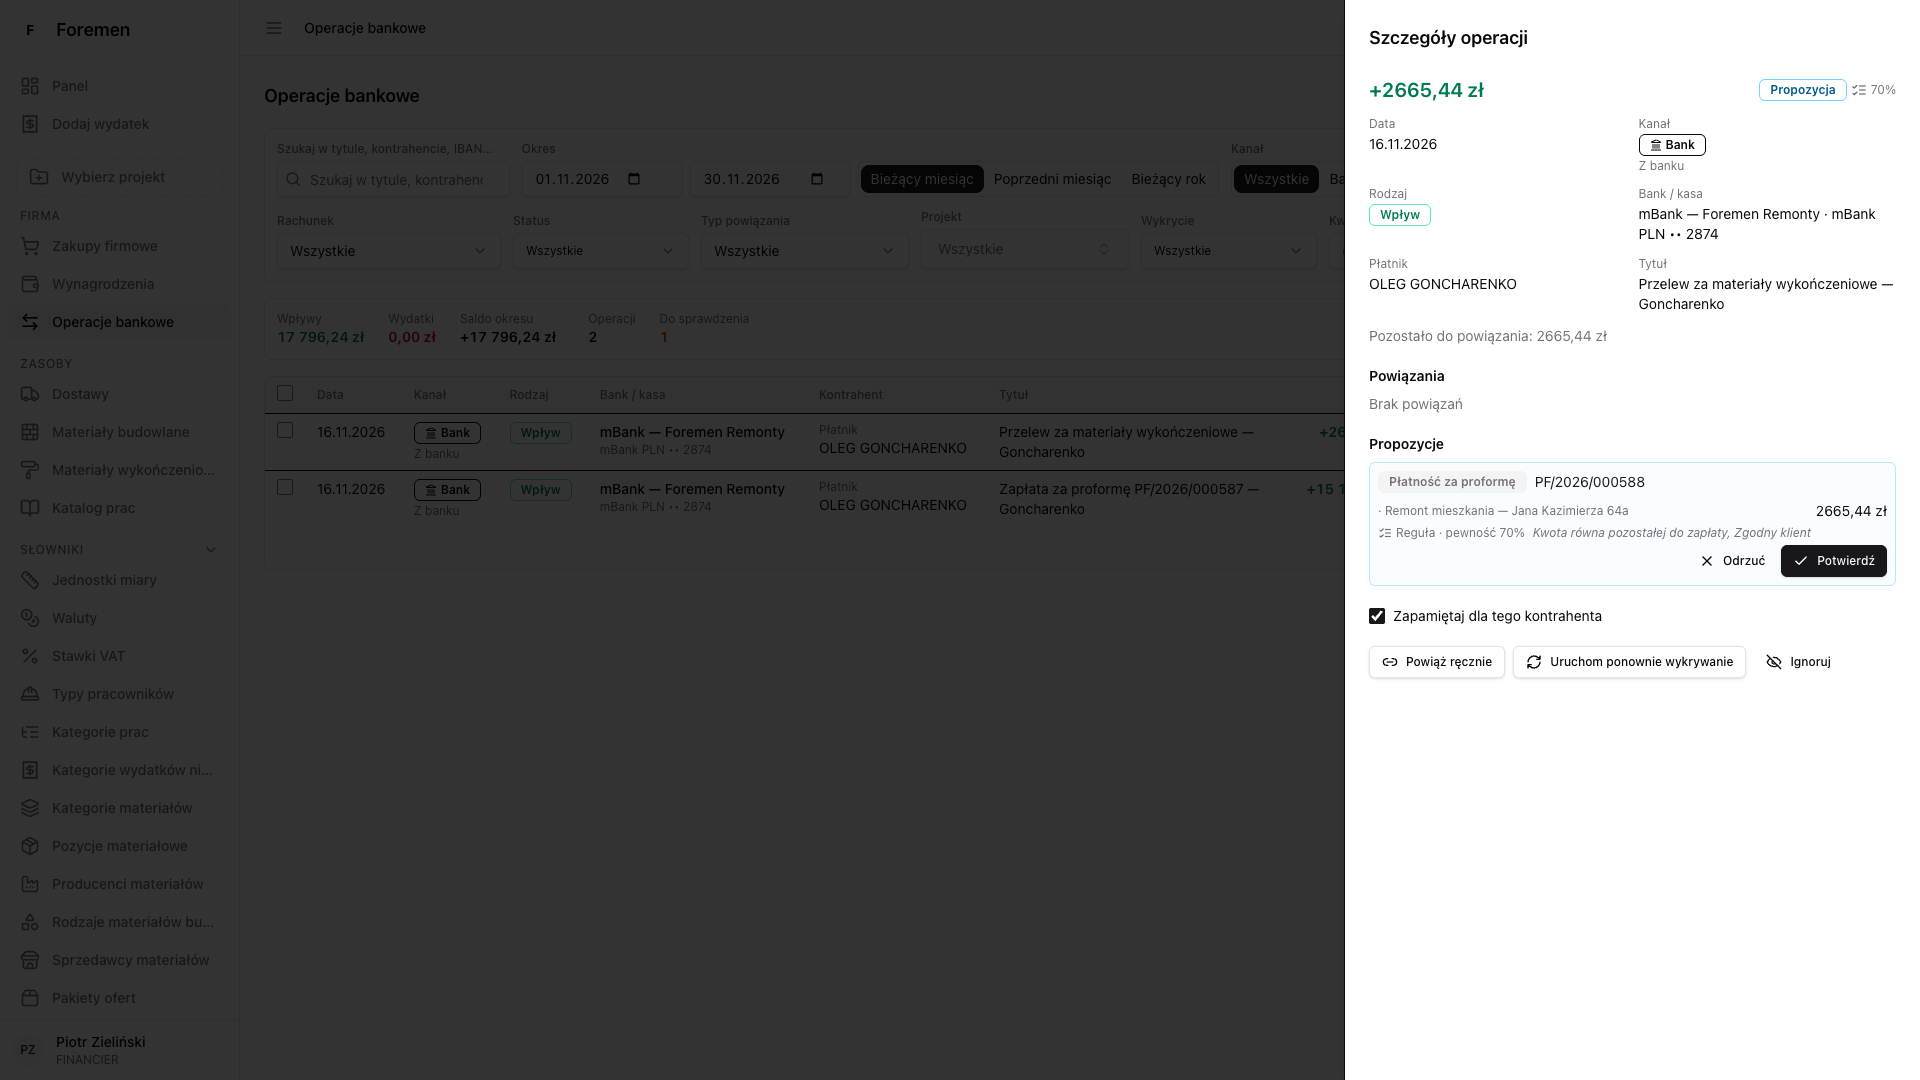 F Foremen
Operacje bankowe
Szczegóły operacji
Panel
Dodaj wydatek
Wybierz projekt
FIRMA
Zakupy firmowe
Wynagrodzenia
Operacje bankowe
ZASOBY
Dostawy
Materiały budowlane
Materiały wykończenio...
Katalog prac
SŁOWNIKI
Jednostki miary
Waluty
Stawki VAT
Typy pracowników
Kategorie prac
Kategorie wydatków ni...
Kategorie materiałów
Pozycje materiałowe
Producenci materiałów
Rodzaje materiałów bu...
Sprzedawcy materiałów
Pakiety ofert
PZ Piotr Zieliński
FINANCIER
Operacje bankowe
Szukaj w tytule, kontrahencie, IBAN... Okres Kanał
Szukaj w tytule, kontrahenc 01.11.2026 30.11.2026 Bieżący miesiąc Poprzedni miesiąc Bieżący rok Wszystkie Ba
Rachunek Status Typ powiązania Projekt Wykrycie Kw
Wszystkie Wszystkie Wszystkie Wszystkie Wszystkie
Wpływy Wydatki Saldo okresu Operacji Do sprawdzenia
17 796,24 zł 0,00 zł +17 796,24 zł 2 1
Data Kanał Rodzaj Bank / kasa Kontrahent Tytuł
16.11.2026 Bank Wpływ mBank — Foremen Remonty Płatnik Przelew za materiały wykończeniowe — +26
Z banku mBank PLN •• 2874 OLEG GONCHARENKO Goncharenko
16.11.2026 Bank Wpływ mBank — Foremen Remonty Płatnik Zapłata za proformę PF/2026/000587 — +15 1
Z banku mBank PLN •• 2874 OLEG GONCHARENKO Goncharenko
+2665,44 zł Propozycja 70%
Data Kanał
16.11.2026 Bank
Z banku
Rodzaj Bank / kasa
Wpływ mBank — Foremen Remonty · mBank
PLN •• 2874
Płatnik Tytuł
OLEG GONCHARENKO Przelew za materiały wykończeniowe —
Goncharenko
Pozostało do powiązania: 2665,44 zł
Powiązania
Brak powiązań
Propozycje
Płatność za proformę PF/2026/000588
· Remont mieszkania — Jana Kazimierza 64a 2665,44 zł
Reguła · pewność 70% Kwota równa pozostałej do zapłaty, Zgodny klient
Odrzuć Potwierdź
Zapamiętaj dla tego kontrahenta
Powiąż ręcznie Uruchom ponownie wykrywanie Ignoruj